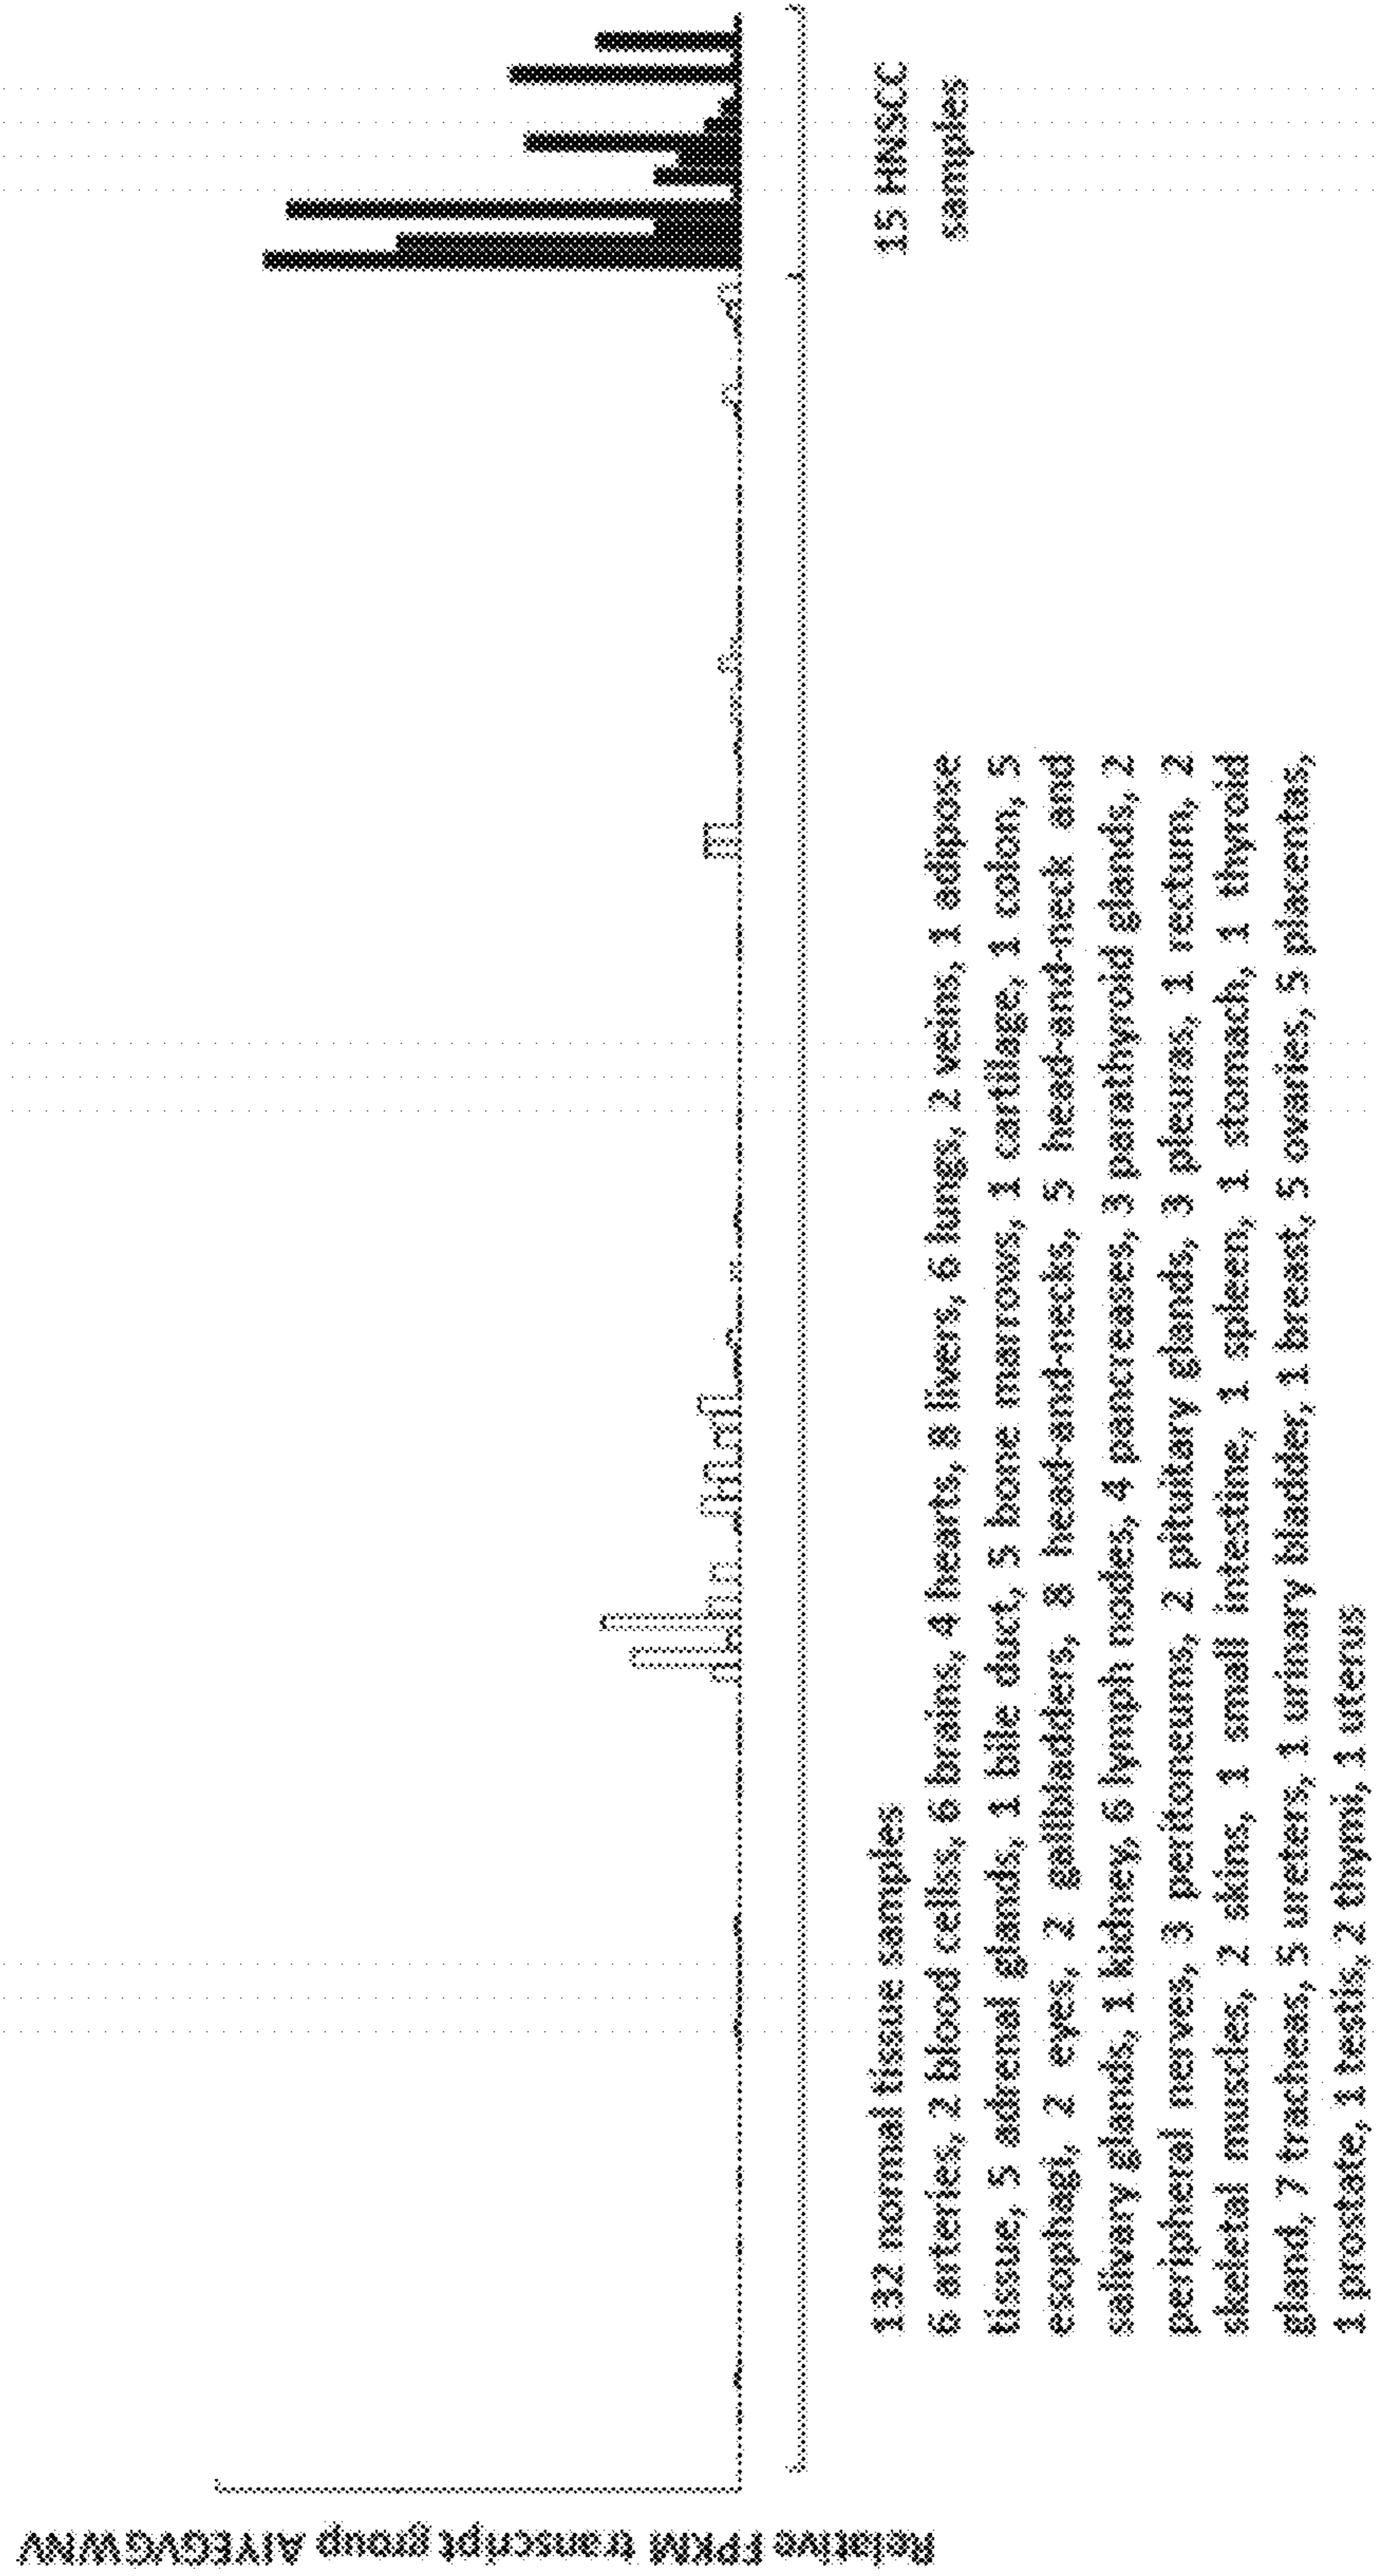 Relative FPKM transcript group AIYEGVGWNV
132 normal tissue samples
6 arteries, 2 blood cells, 6 brains, 4 hearts, 8 livers, 6 lungs, 2 veins, 1 adipose
tissue, 5 adrenal glands, 1 bile duct, 5 bone marrows, 1 cartilage, 1 colon, 5
esophagi, 2 eyes, 2 gallbladders, 8 head-and-necks, 5 head-and-neck and
salivary glands, 1 kidney, 6 lymph nodes, 4 pancreases, 3 parathyroid glands, 2
peripheral nerves, 3 peritoneums, 2 pituitary glands, 3 pleuras, 1 rectum, 2
skeletal muscles, 2 skins, 1 small intestine, 1 spleen, 1 stomach, 1 thyroid
gland, 7 tracheas, 5 ureters, 1 urinary bladder, 1 breast, 5 ovaries, 5 placentas,
1 prostate, 1 testis, 2 thymi, 1 uterus
15 HNSCC
samples